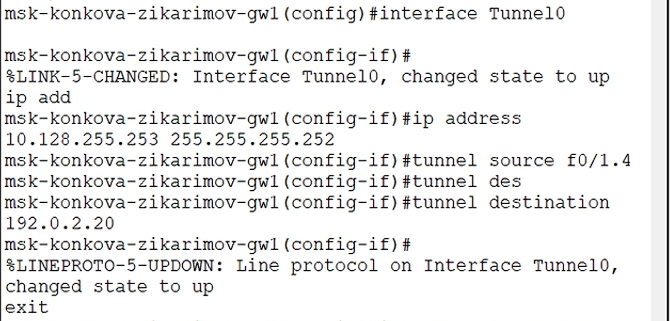 msk-konkova-zikarimov-gw1(config)#interface Tunnel0
msk-konkova-zikarimov-gw1(config-if)#
%LINK-5-CHANGED: Interface Tunnel0, changed state to up
ip add
msk-konkova-zikarimov-gw1(config-if)#ip address
10.128.255.253 255.255.255.252
msk-konkova-zikarimov-gw1(config-if)#tunnel source f0/1.4
msk-konkova-zikarimov-gw1(config-if)#tunnel des
msk-konkova-zikarimov-gw1(config-if)#tunnel destination
192.0.2.20
msk-konkova-zikarimov-gw1(config-if)#
%LINEPROTO-5-UPDOWN: Line protocol on Interface Tunnel0,
changed state to up
exit